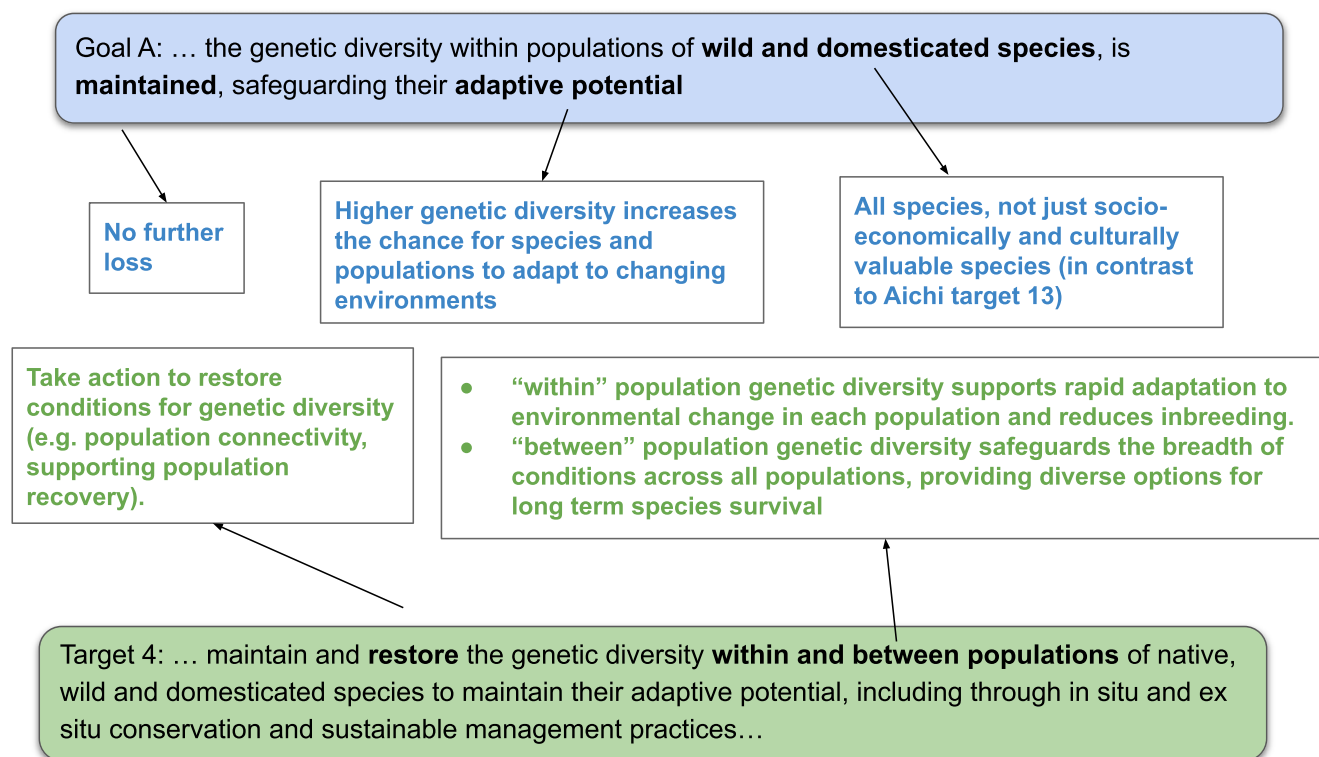 Goal A: … the genetic diversity within populations of wild and domesticated species, is
maintained, safeguarding their adaptive potential
No further
loss
Higher genetic diversity increases
the chance for species and
populations to adapt to changing
environments
All species, not just socio-
economically and culturally
valuable species (in contrast
to Aichi target 13)
Take action to restore
conditions for genetic diversity
(e.g. population connectivity,
supporting population
recovery).
● “within” population genetic diversity supports rapid adaptation to
environmental change in each population and reduces inbreeding.
● “between” population genetic diversity safeguards the breadth of
conditions across all populations, providing diverse options for
long term species survival
Target 4: … maintain and restore the genetic diversity within and between populations of native,
wild and domesticated species to maintain their adaptive potential, including through in situ and ex
situ conservation and sustainable management practices…